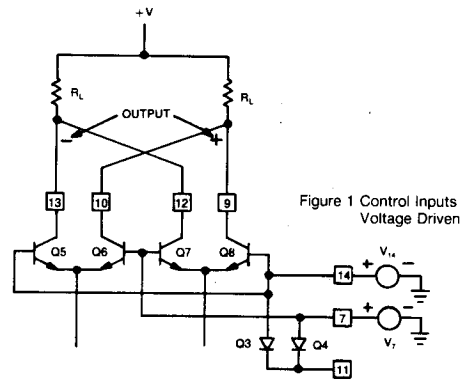 +V
RL
RL
OUTPUT
−
+
13
10
12
9
Figure 1 Control Inputs
Voltage Driven
Q5
Q6
Q7
Q8
V14
+
−
14
+
−
7
V7
Q3
Q4
11